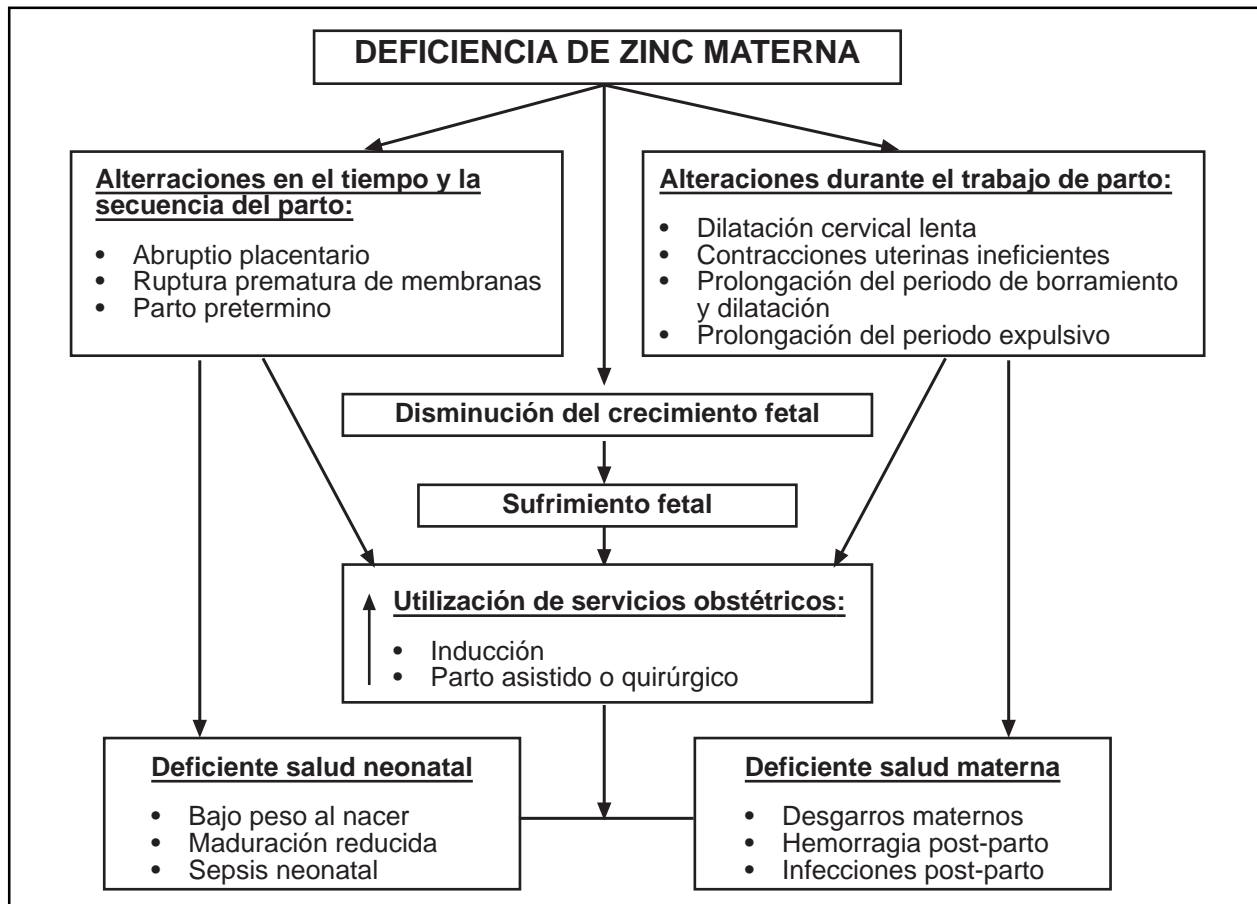 DEFICIENCIA DE ZINC MATERNA
Alterraciones en el tiempo y la
secuencia del parto:
• Abruptio placentario
• Ruptura prematura de membranas
• Parto pretermino
Alteraciones durante el trabajo de parto:
• Dilatación cervical lenta
• Contracciones uterinas ineficientes
• Prolongación del periodo de borramiento
y dilatación
• Prolongación del periodo expulsivo
Disminución del crecimiento fetal
Sufrimiento fetal
Utilización de servicios obstétricos:
• Inducción
• Parto asistido o quirúrgico
Deficiente salud neonatal
• Bajo peso al nacer
• Maduración reducida
• Sepsis neonatal
Deficiente salud materna
• Desgarros maternos
• Hemorragia post-parto
• Infecciones post-parto